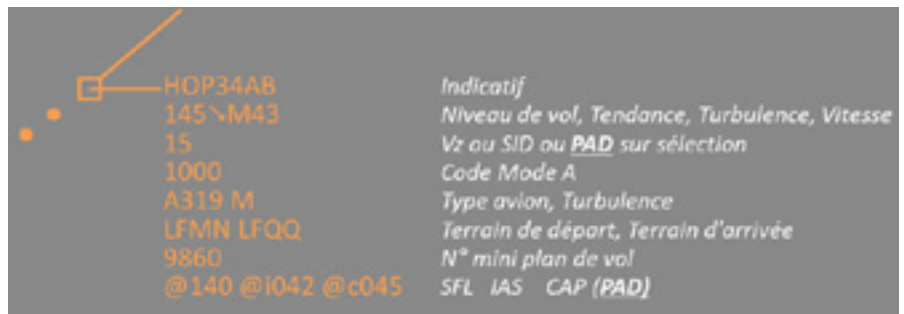 HOP34AB Indicatif
145↘M43 Niveau de vol, Tendance, Turbulence, Vitesse
15 Vz ou SID ou PAD sur sélection
1000 Code Mode A
A319 M Type avion, Turbulence
LFMN LFQQ Terrain de départ, Terrain d'arrivée
9860 N° mini plan de vol
@140 @i042 @c045 SFL IAS CAP (PAD)